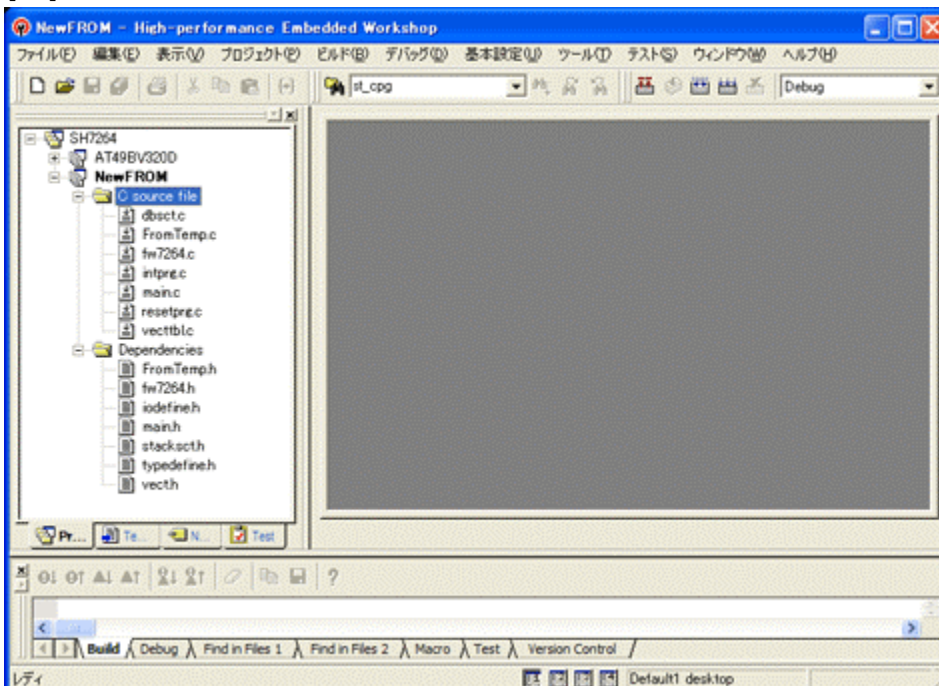 NewFROM - High-performance Embedded Workshop
ファイル(F) 編集(E) 表示(V) プロジェクト(P) ビルド(B) デバッグ(D) 基本設定(U) ツール(T) テスト(S) ウィンドウ(W) ヘルプ(H)
st_cpg
Debug
SH7264
AT49BV320D
NewFROM
C source file
dbsct.c
FromTemp.c
fw7264.c
intprg.c
main.c
resetprg.c
vecttbl.c
Dependencies
FromTemp.h
fw7264.h
iodefine.h
main.h
stacksct.h
typedefine.h
vect.h
Pr... Te... N... Test
Build Debug Find in Files 1 Find in Files 2 Macro Test Version Control
レディ Default1 desktop